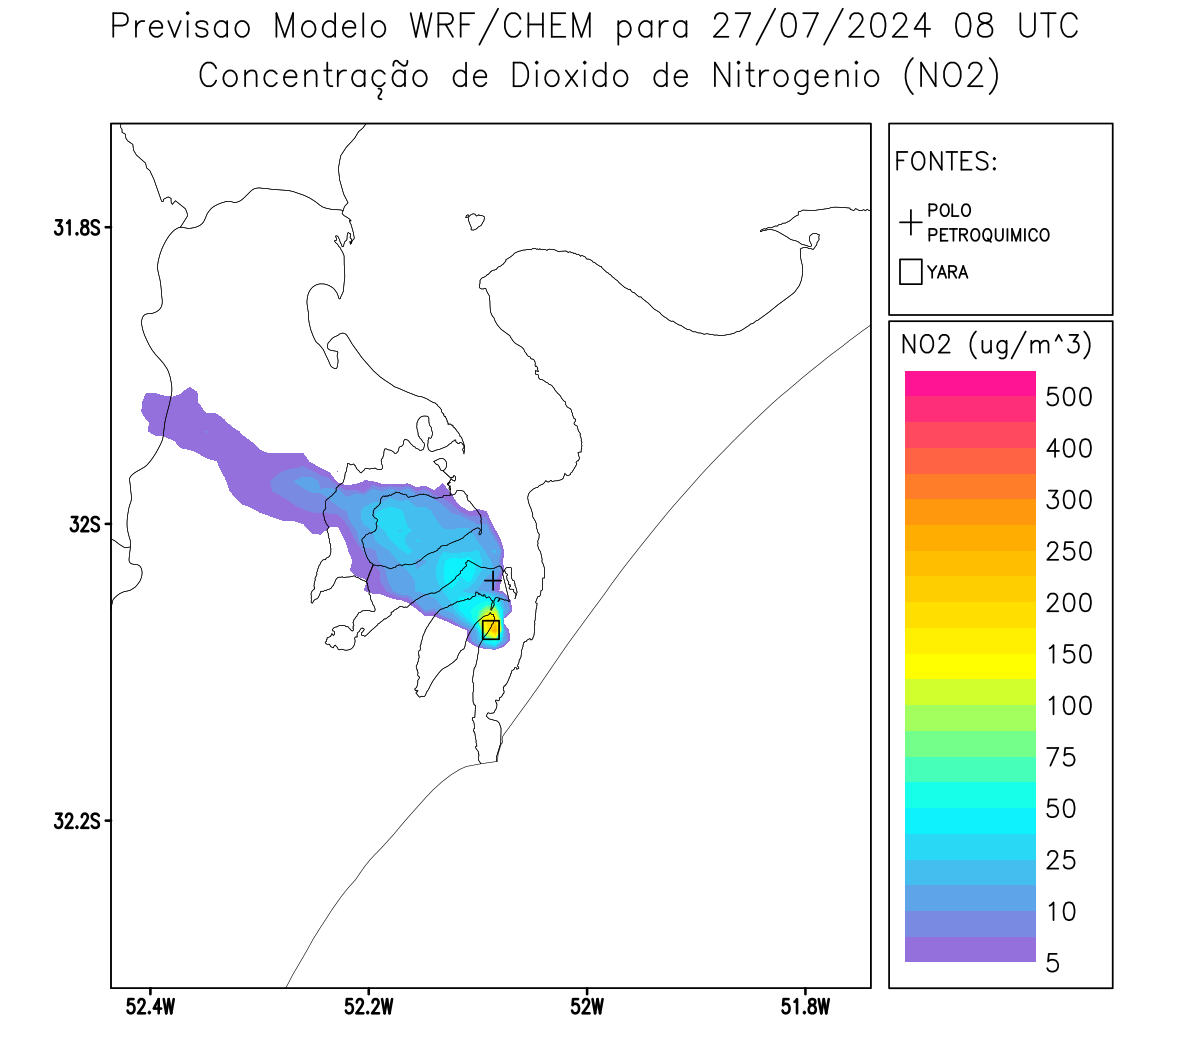 Previsao Modelo WRF/CHEM para 27/07/2024 08 UTC
Concentração de Dioxido de Nitrogenio (NO2)
FONTES:
POLO
PETROQUIMICO
YARA
NO2 (ug/m^3)
500
400
300
250
200
150
100
75
50
25
10
5
31.8S
32S
32.2S
52.4W
52.2W
52W
51.8W